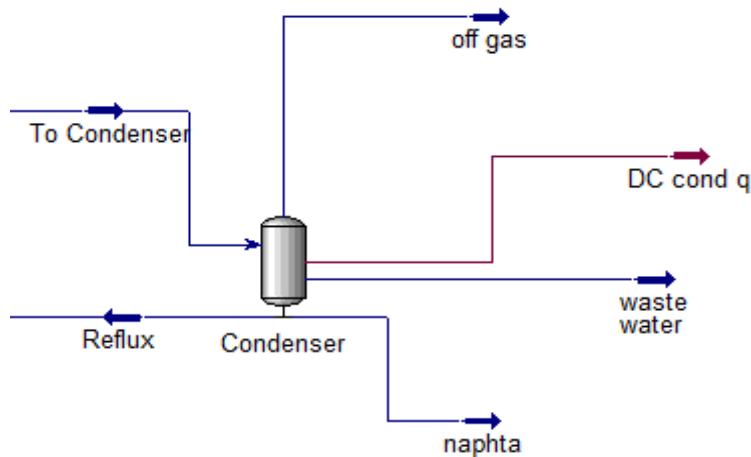 off gas
To Condenser
DC cond q
waste
water
Reflux
Condenser
naphta